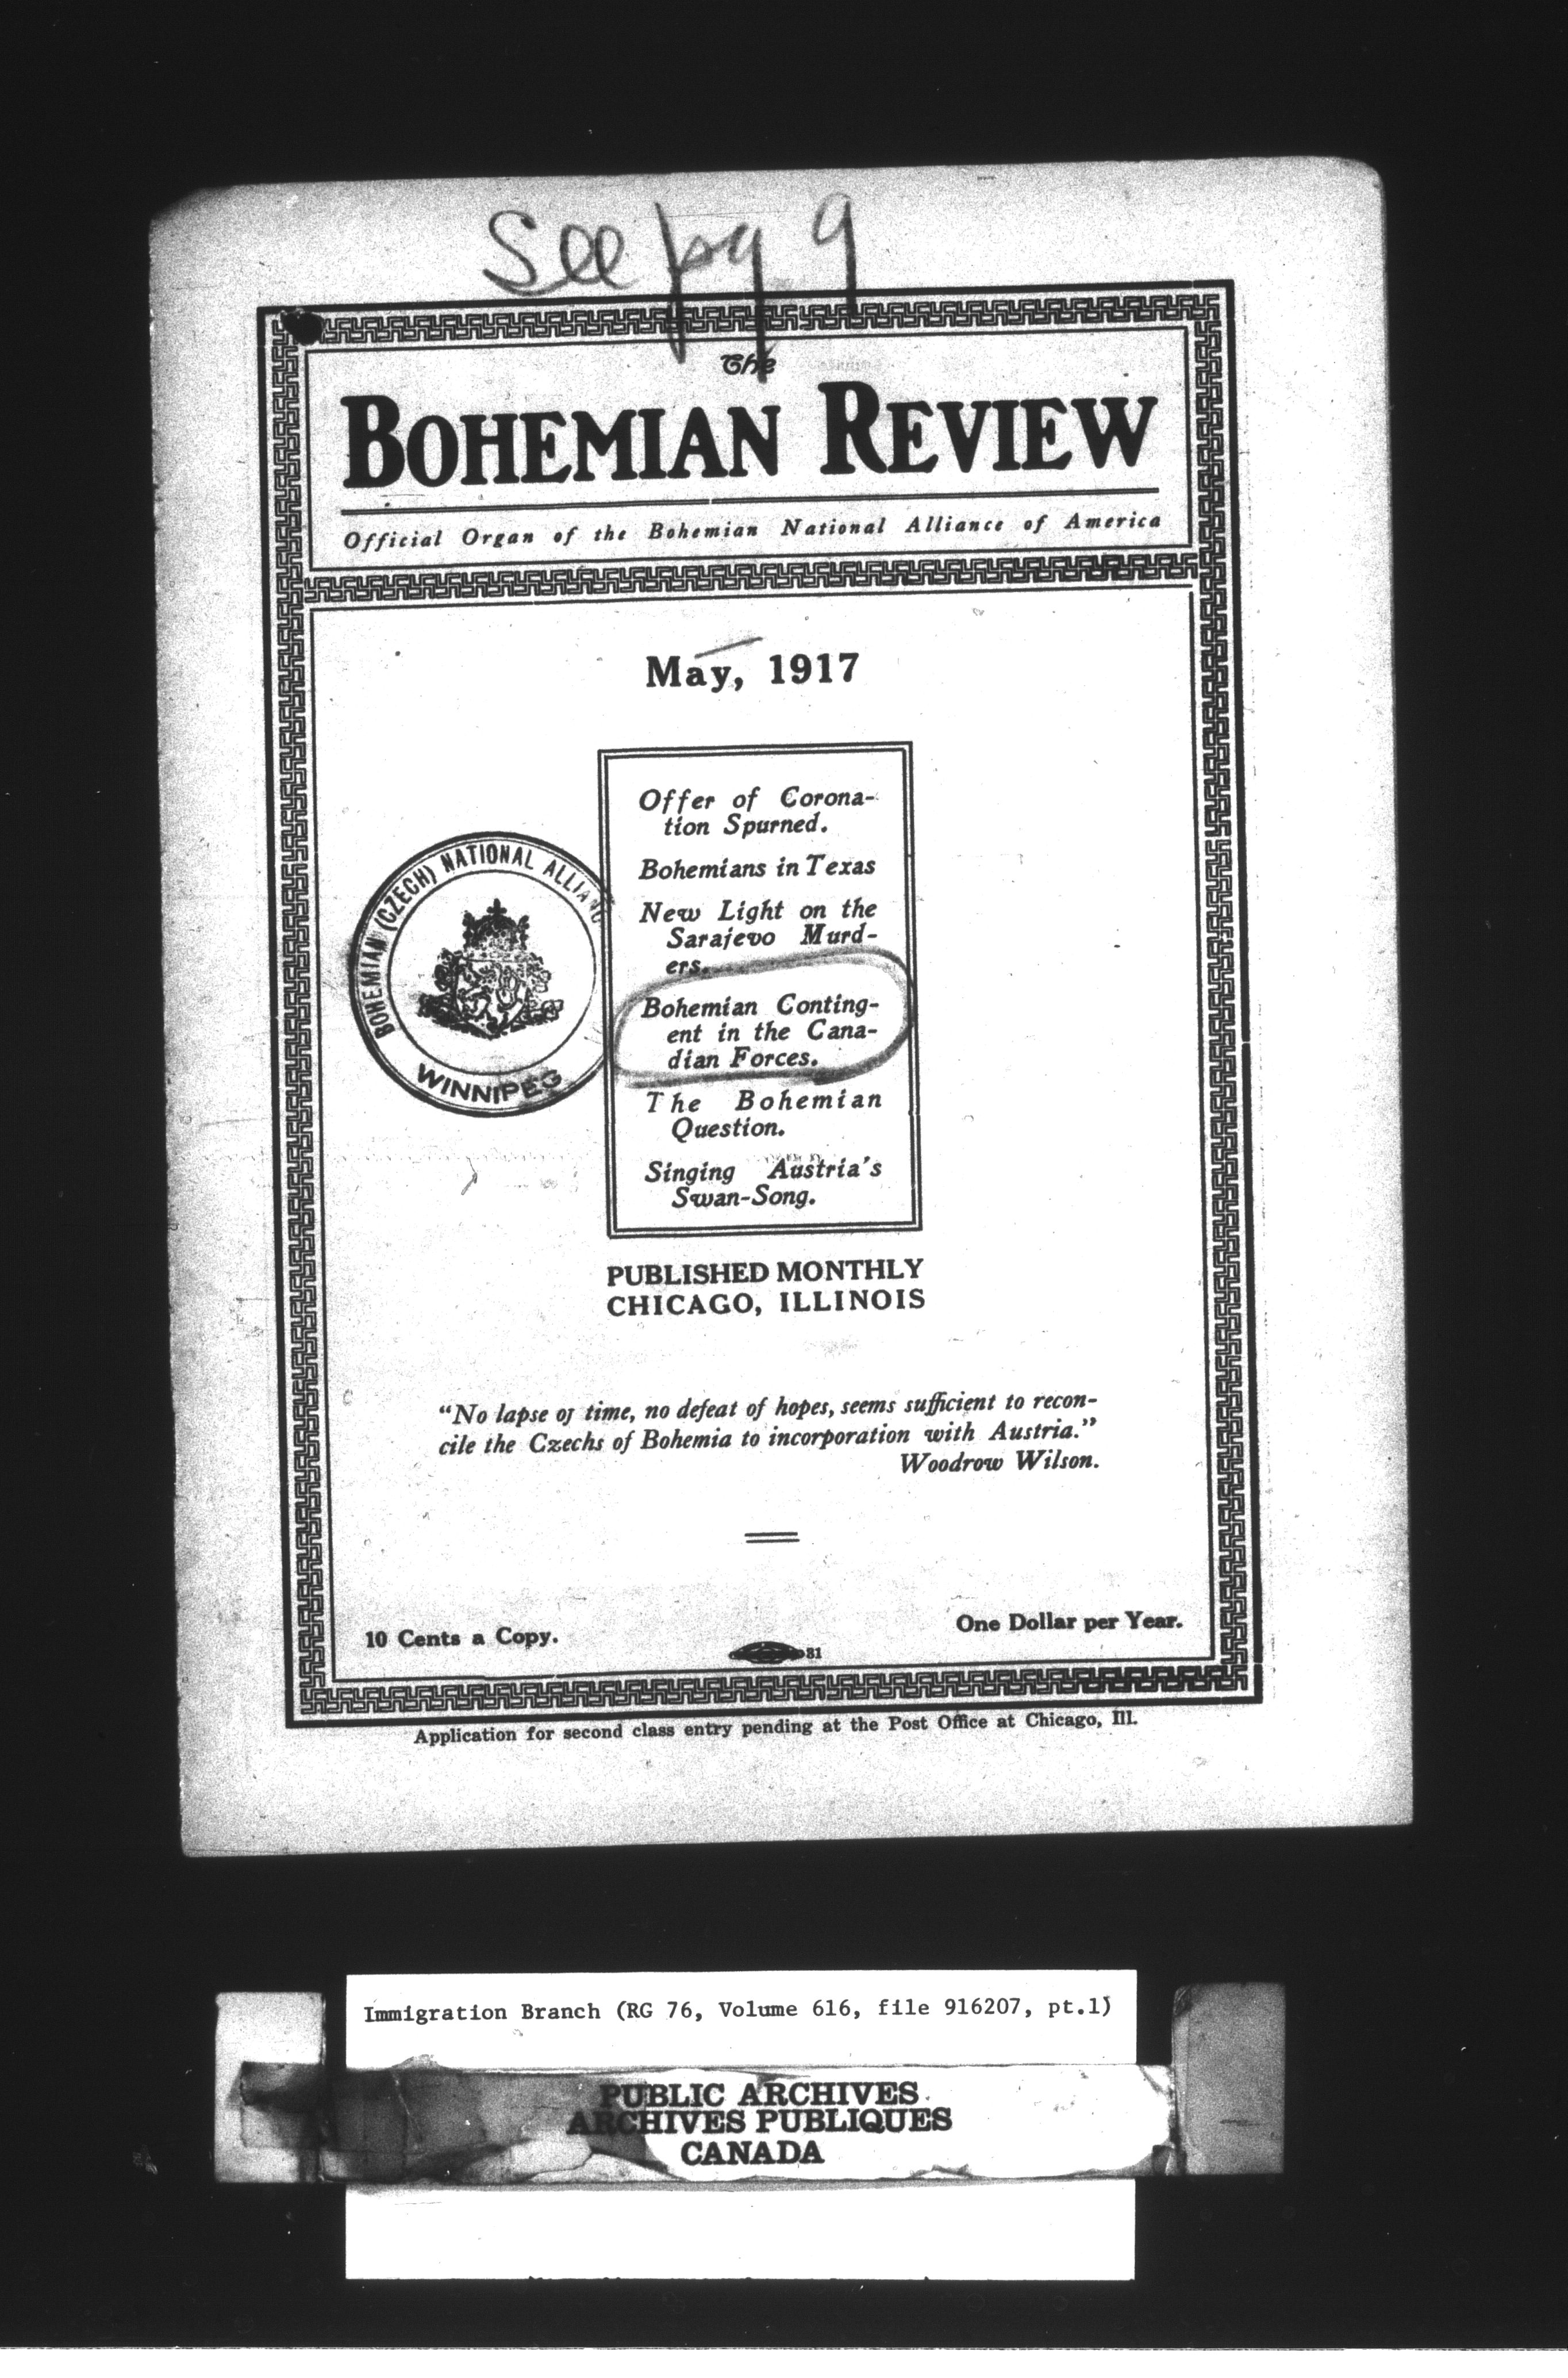 See pg 9
The
BOHEMIAN REVIEW
Official Organ of the Bohemian National Alliance of America
May, 1917
Offer of Corona-
tion Spurned.
Bohemians in Texas
New Light on the
Sarajevo Murd-
ers.
Bohemian Conting-
ent in the Cana-
dian Forces.
The Bohemian
Question.
Singing Austria's
Swan-Song.
BOHEMIAN (CZECH) NATIONAL ALLIANC
WINNIPEG
PUBLISHED MONTHLY
CHICAGO, ILLINOIS
"No lapse of time, no defeat of hopes, seems sufficient to recon-
cile the Czechs of Bohemia to incorporation with Austria."
Woodrow Wilson.
10 Cents a Copy.
One Dollar per Year.
31
Application for second class entry pending at the Post Office at Chicago, Ill.
Immigration Branch (RG 76, Volume 616, file 916207, pt.1)
PUBLIC ARCHIVES
ARCHIVES PUBLIQUES
CANADA